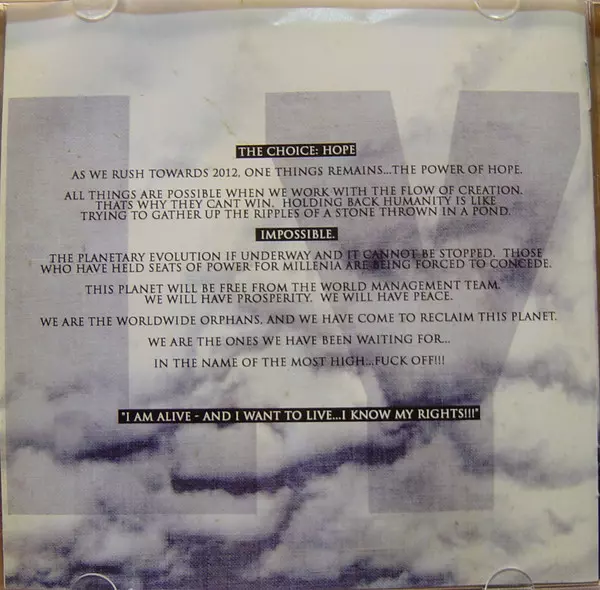 THE CHOICE: HOPE
AS WE RUSH TOWARDS 2012, ONE THINGS REMAINS...THE POWER OF HOPE.
ALL THINGS ARE POSSIBLE WHEN WE WORK WITH THE FLOW OF CREATION.
THATS WHY THEY CANT WIN. HOLDING BACK HUMANITY IS LIKE
TRYING TO GATHER UP THE RIPPLES OF A STONE THROWN IN A POND.
IMPOSSIBLE.
THE PLANETARY EVOLUTION IF UNDERWAY AND IT CANNOT BE STOPPED. THOSE
WHO HAVE HELD SEATS OF POWER FOR MILLENIA ARE BEING FORCED TO CONCEDE.
THIS PLANET WILL BE FREE FROM THE WORLD MANAGEMENT TEAM.
WE WILL HAVE PROSPERITY. WE WILL HAVE PEACE.
WE ARE THE WORLDWIDE ORPHANS, AND WE HAVE COME TO RECLAIM THIS PLANET.
WE ARE THE ONES WE HAVE BEEN WAITING FOR...
IN THE NAME OF THE MOST HIGH...FUCK OFF!!!
"I AM ALIVE - AND I WANT TO LIVE...I KNOW MY RIGHTS!!!"
LY